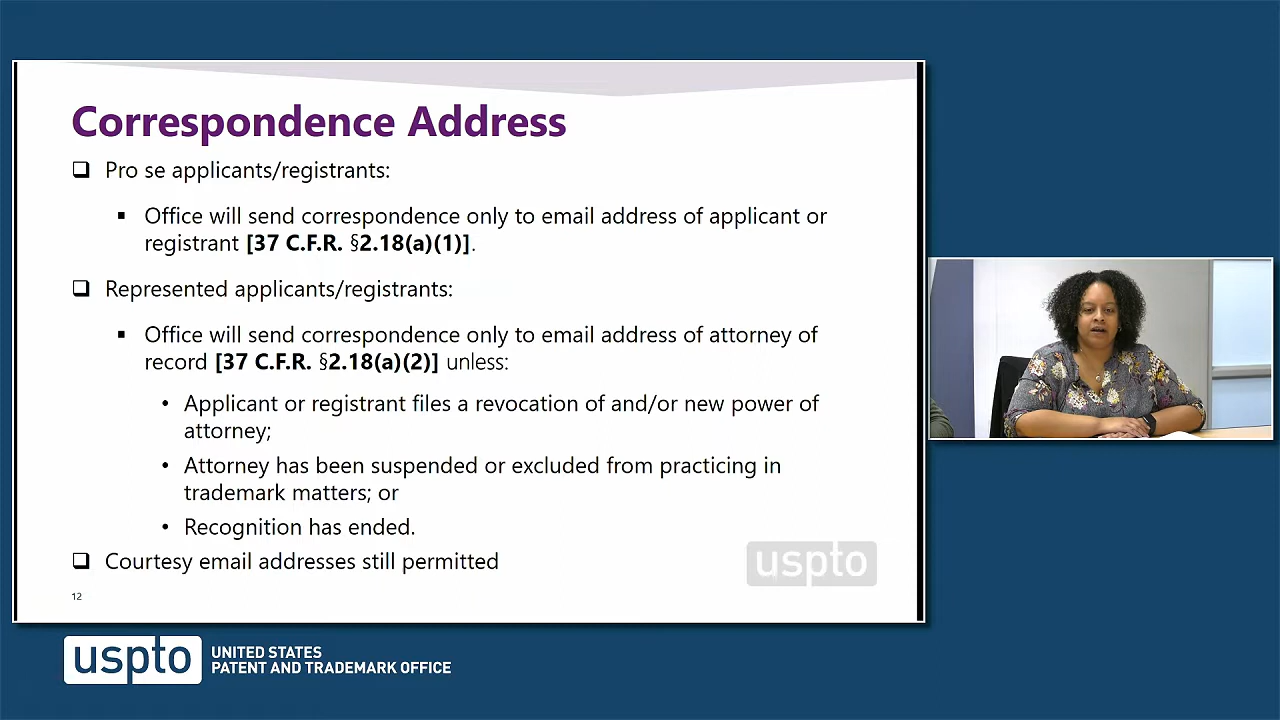 Correspondence Address
❑ Pro se applicants/registrants:
▪ Office will send correspondence only to email address of applicant or
registrant [37 C.F.R. §2.18(a)(1)].
❑ Represented applicants/registrants:
▪ Office will send correspondence only to email address of attorney of
record [37 C.F.R. §2.18(a)(2)] unless:
• Applicant or registrant files a revocation of and/or new power of
attorney;
• Attorney has been suspended or excluded from practicing in
trademark matters; or
• Recognition has ended.
❑ Courtesy email addresses still permitted
uspto
12
uspto
UNITED STATES
PATENT AND TRADEMARK OFFICE